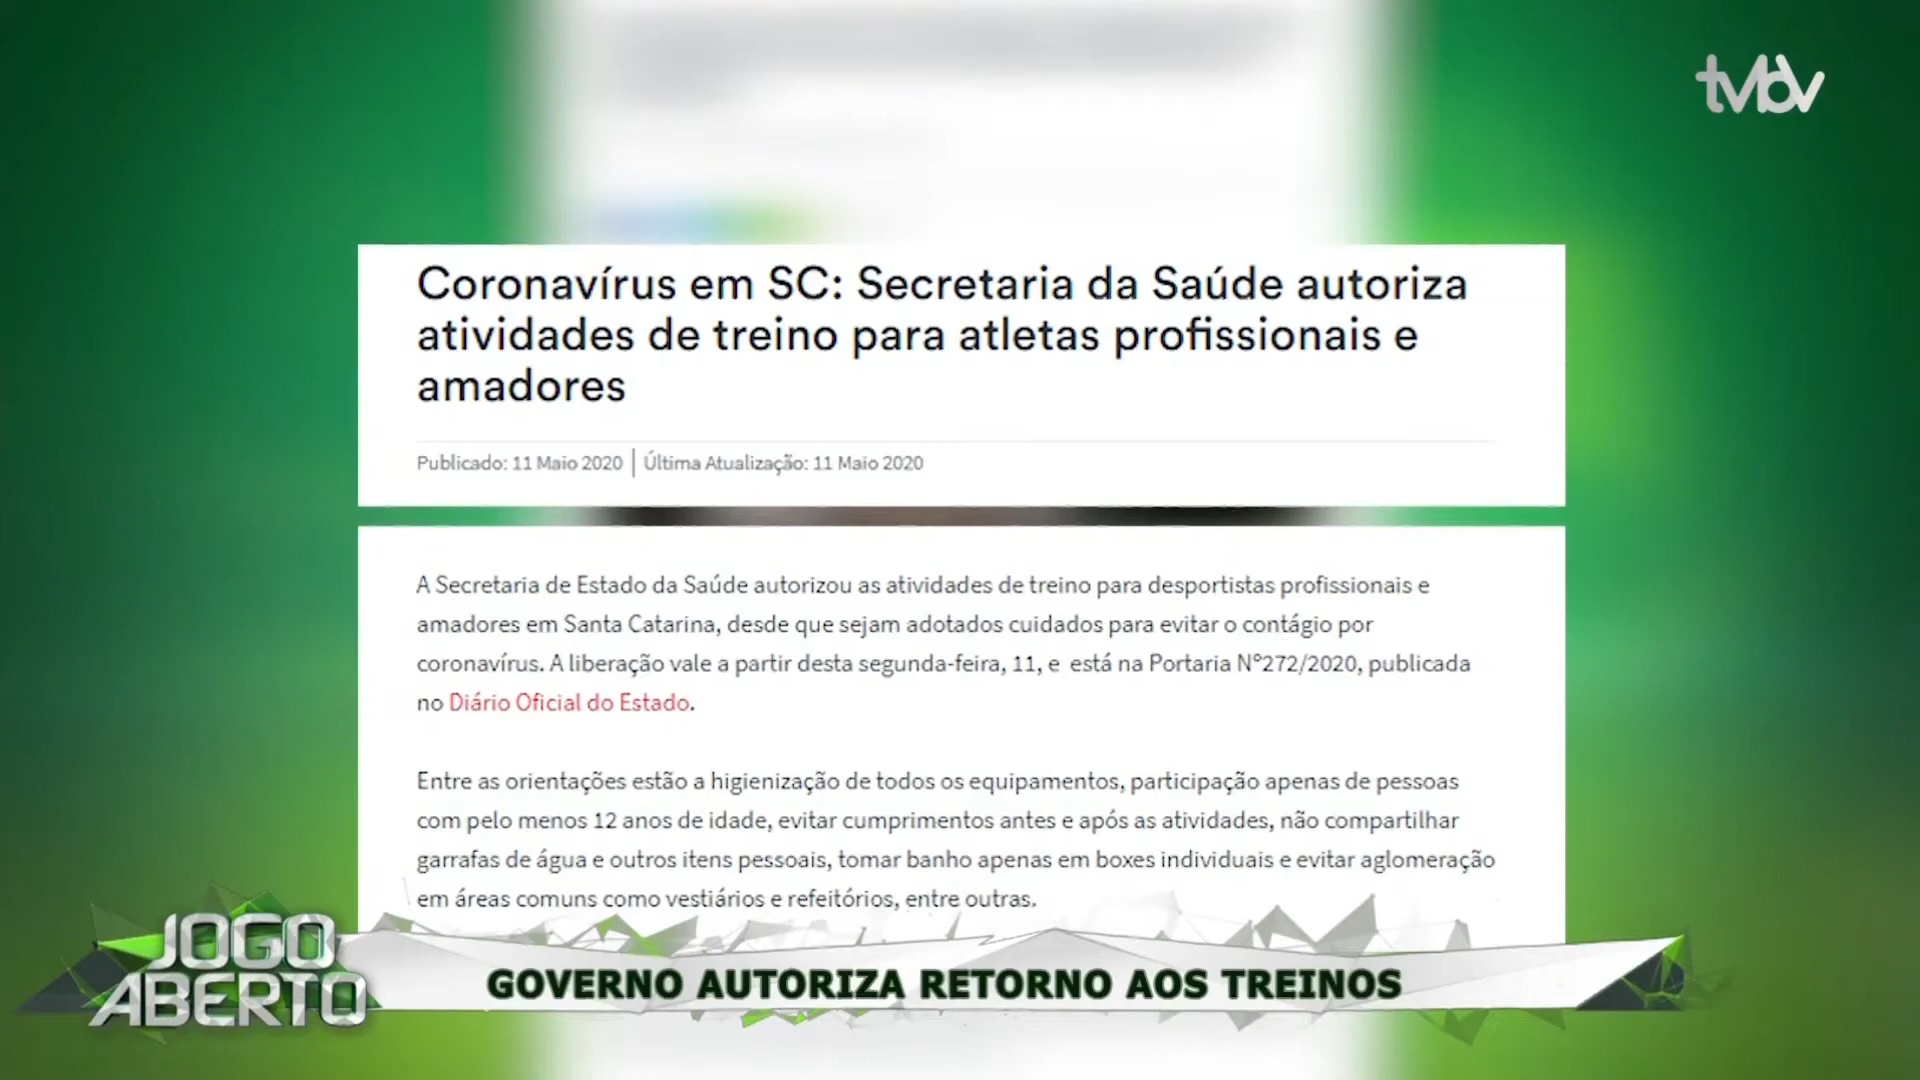 tvbv
Coronavírus em SC: Secretaria da Saúde autoriza
atividades de treino para atletas profissionais e
amadores
Publicado: 11 Maio 2020 | Última Atualização: 11 Maio 2020
A Secretaria de Estado da Saúde autorizou as atividades de treino para desportistas profissionais e
amadores em Santa Catarina, desde que sejam adotados cuidados para evitar o contágio por
coronavírus. A liberação vale a partir desta segunda-feira, 11, e está na Portaria N°272/2020, publicada
no Diário Oficial do Estado.
Entre as orientações estão a higienização de todos os equipamentos, participação apenas de pessoas
com pelo menos 12 anos de idade, evitar cumprimentos antes e após as atividades, não compartilhar
garrafas de água e outros itens pessoais, tomar banho apenas em boxes individuais e evitar aglomeração
em áreas comuns como vestiários e refeitórios, entre outras.
JOGO
ABERTO
GOVERNO AUTORIZA RETORNO AOS TREINOS